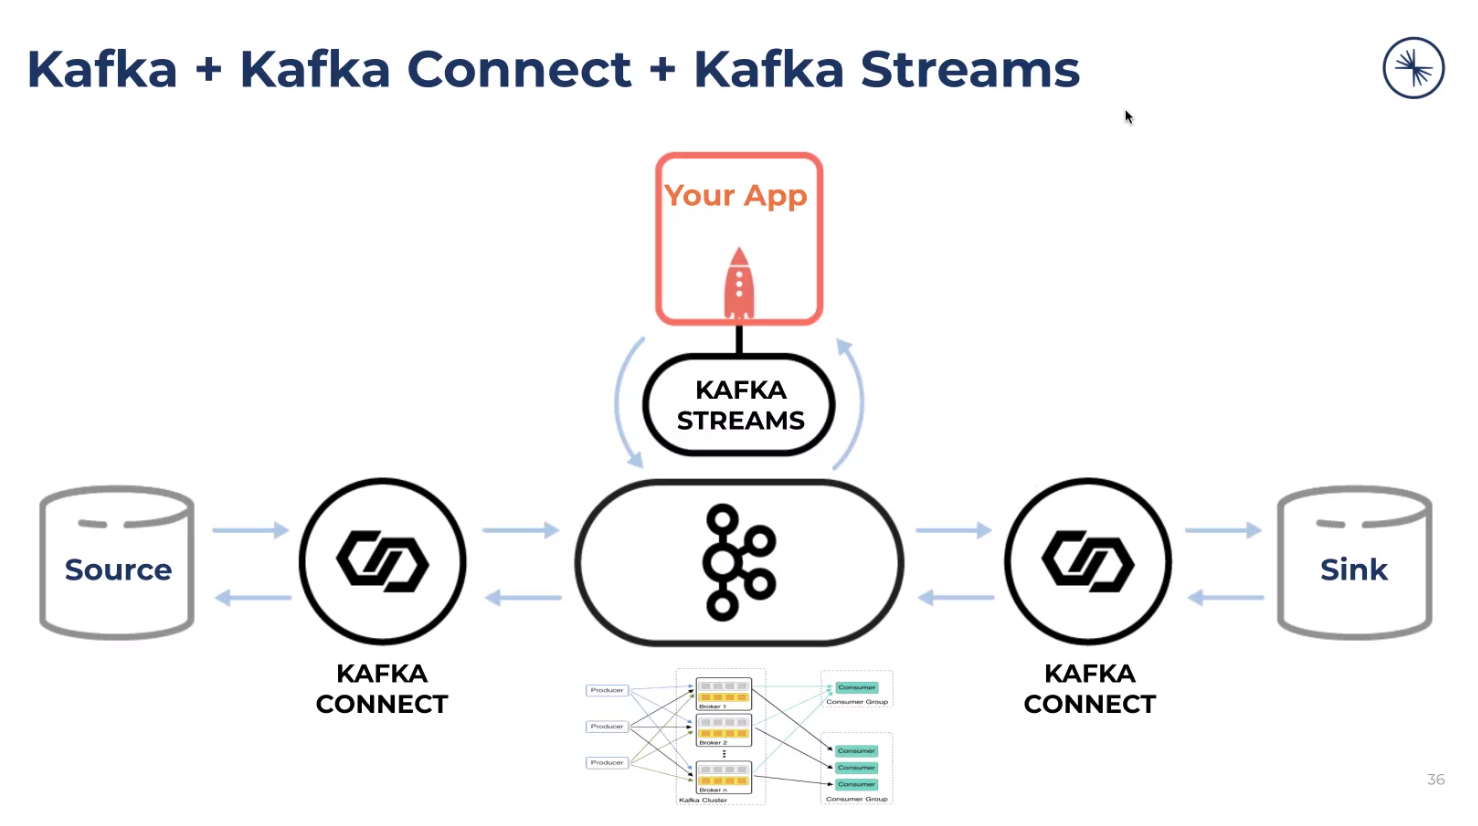 Kafka + Kafka Connect + Kafka Streams
Your App
KAFKA
STREAMS
Source
Sink
KAFKA
CONNECT
KAFKA
CONNECT
Producer
Producer
Producer
Broker 1
Broker 2
Broker n
Kafka Cluster
Consumer
Consumer Group
Consumer
Consumer
Consumer
Consumer Group
36